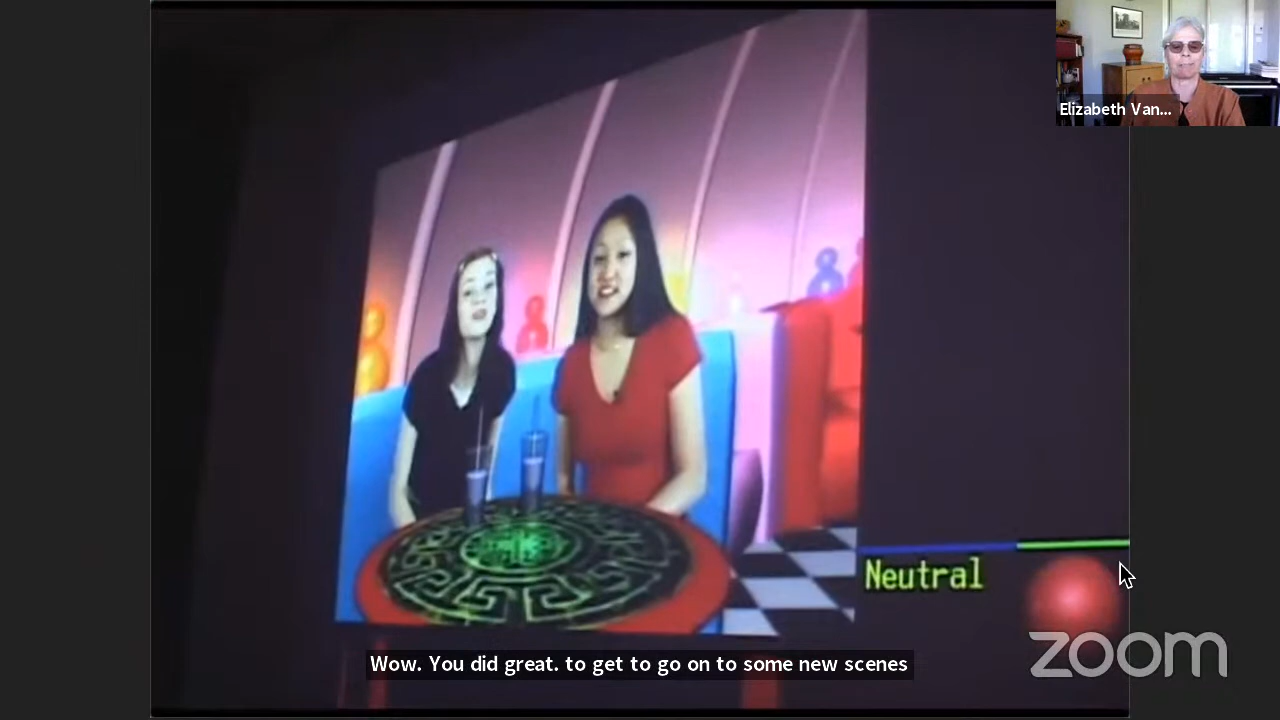 Elizabeth Van...
Neutral
Wow. You did great. to get to go on to some new scenes
zoom